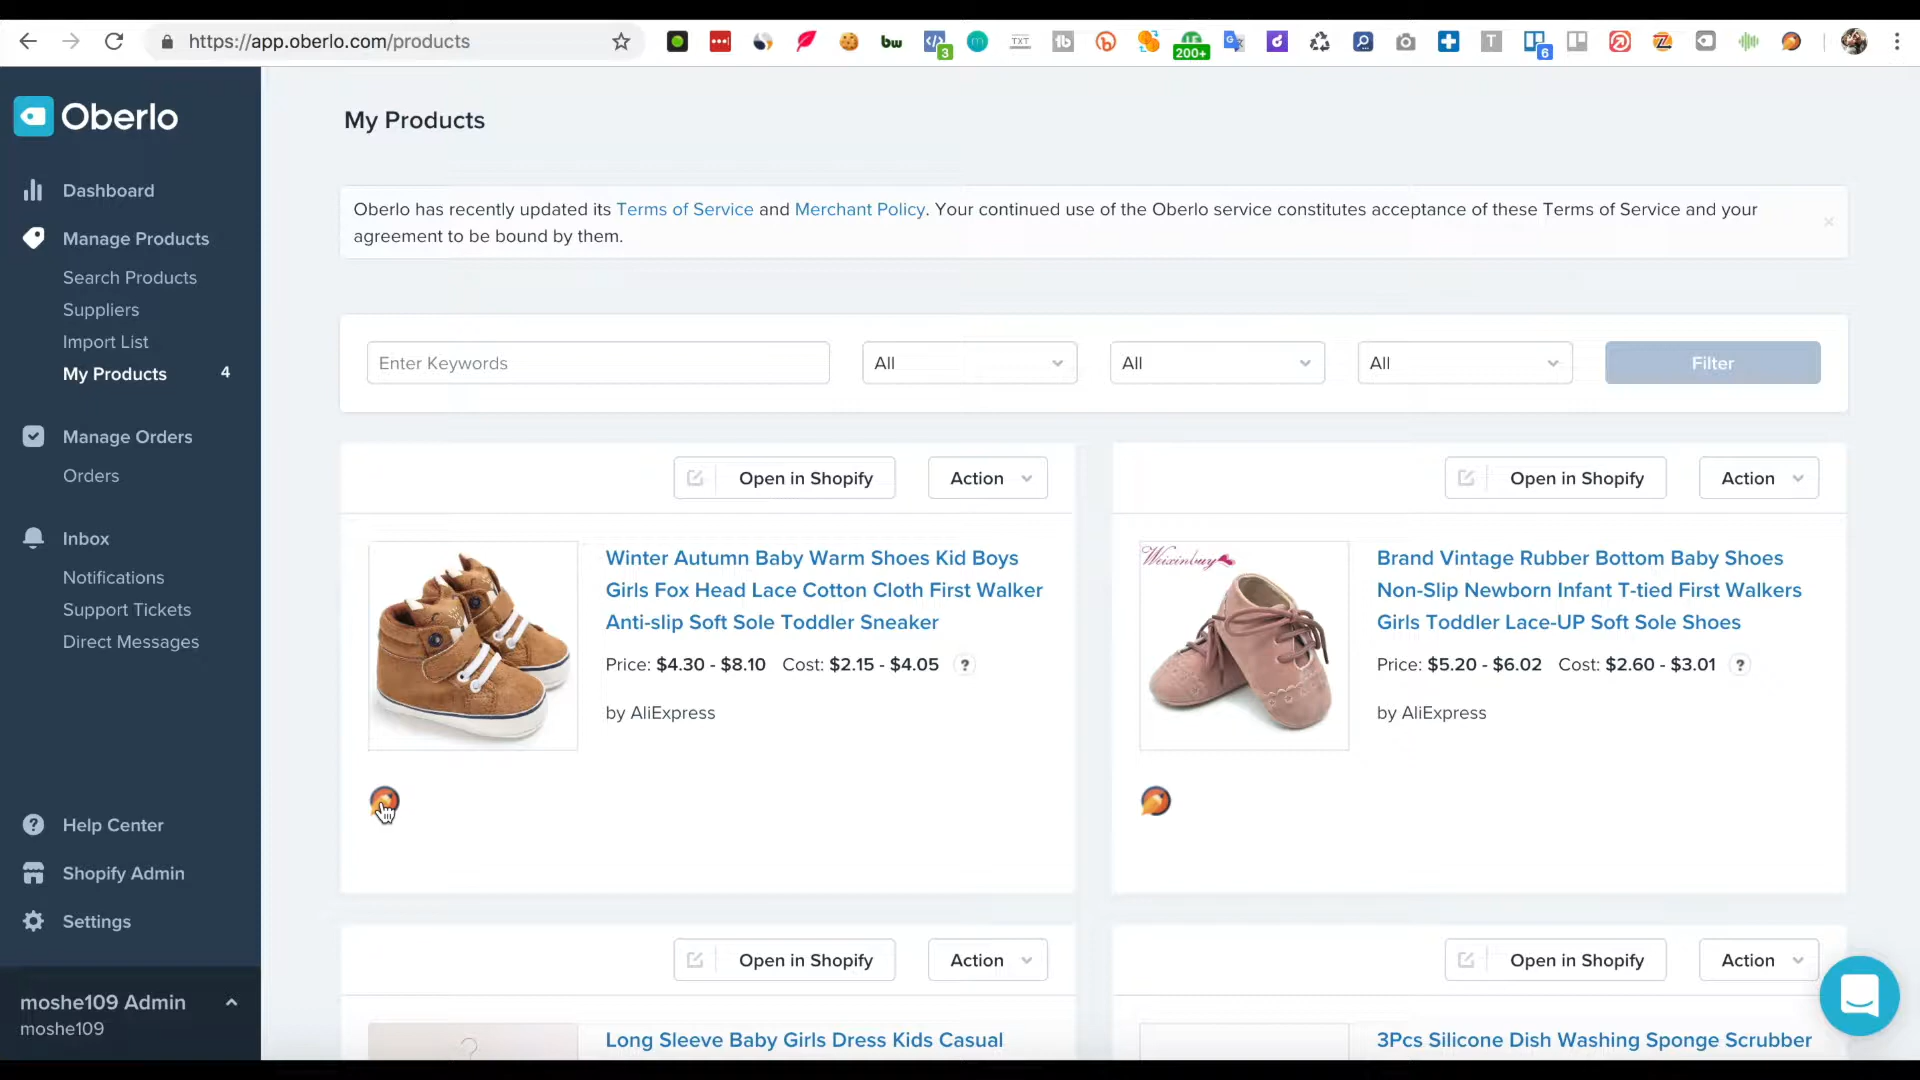 https://app.oberlo.com/products
3
200+
6
Oberlo
Dashboard
Manage Products
Search Products
Suppliers
Import List
My Products 4
Manage Orders
Orders
Inbox
Notifications
Support Tickets
Direct Messages
Help Center
Shopify Admin
Settings
moshe109 Admin
moshe109
My Products
Oberlo has recently updated its Terms of Service and Merchant Policy. Your continued use of the Oberlo service constitutes acceptance of these Terms of Service and your
agreement to be bound by them.
Enter Keywords All All All Filter
Open in Shopify Action
Winter Autumn Baby Warm Shoes Kid Boys
Girls Fox Head Lace Cotton Cloth First Walker
Anti-slip Soft Sole Toddler Sneaker
Price: $4.30 - $8.10 Cost: $2.15 - $4.05 ?
by AliExpress
Open in Shopify Action
Weixinbuy
Brand Vintage Rubber Bottom Baby Shoes
Non-Slip Newborn Infant T-tied First Walkers
Girls Toddler Lace-UP Soft Sole Shoes
Price: $5.20 - $6.02 Cost: $2.60 - $3.01 ?
by AliExpress
Open in Shopify Action
Long Sleeve Baby Girls Dress Kids Casual
Open in Shopify Action
3Pcs Silicone Dish Washing Sponge Scrubber